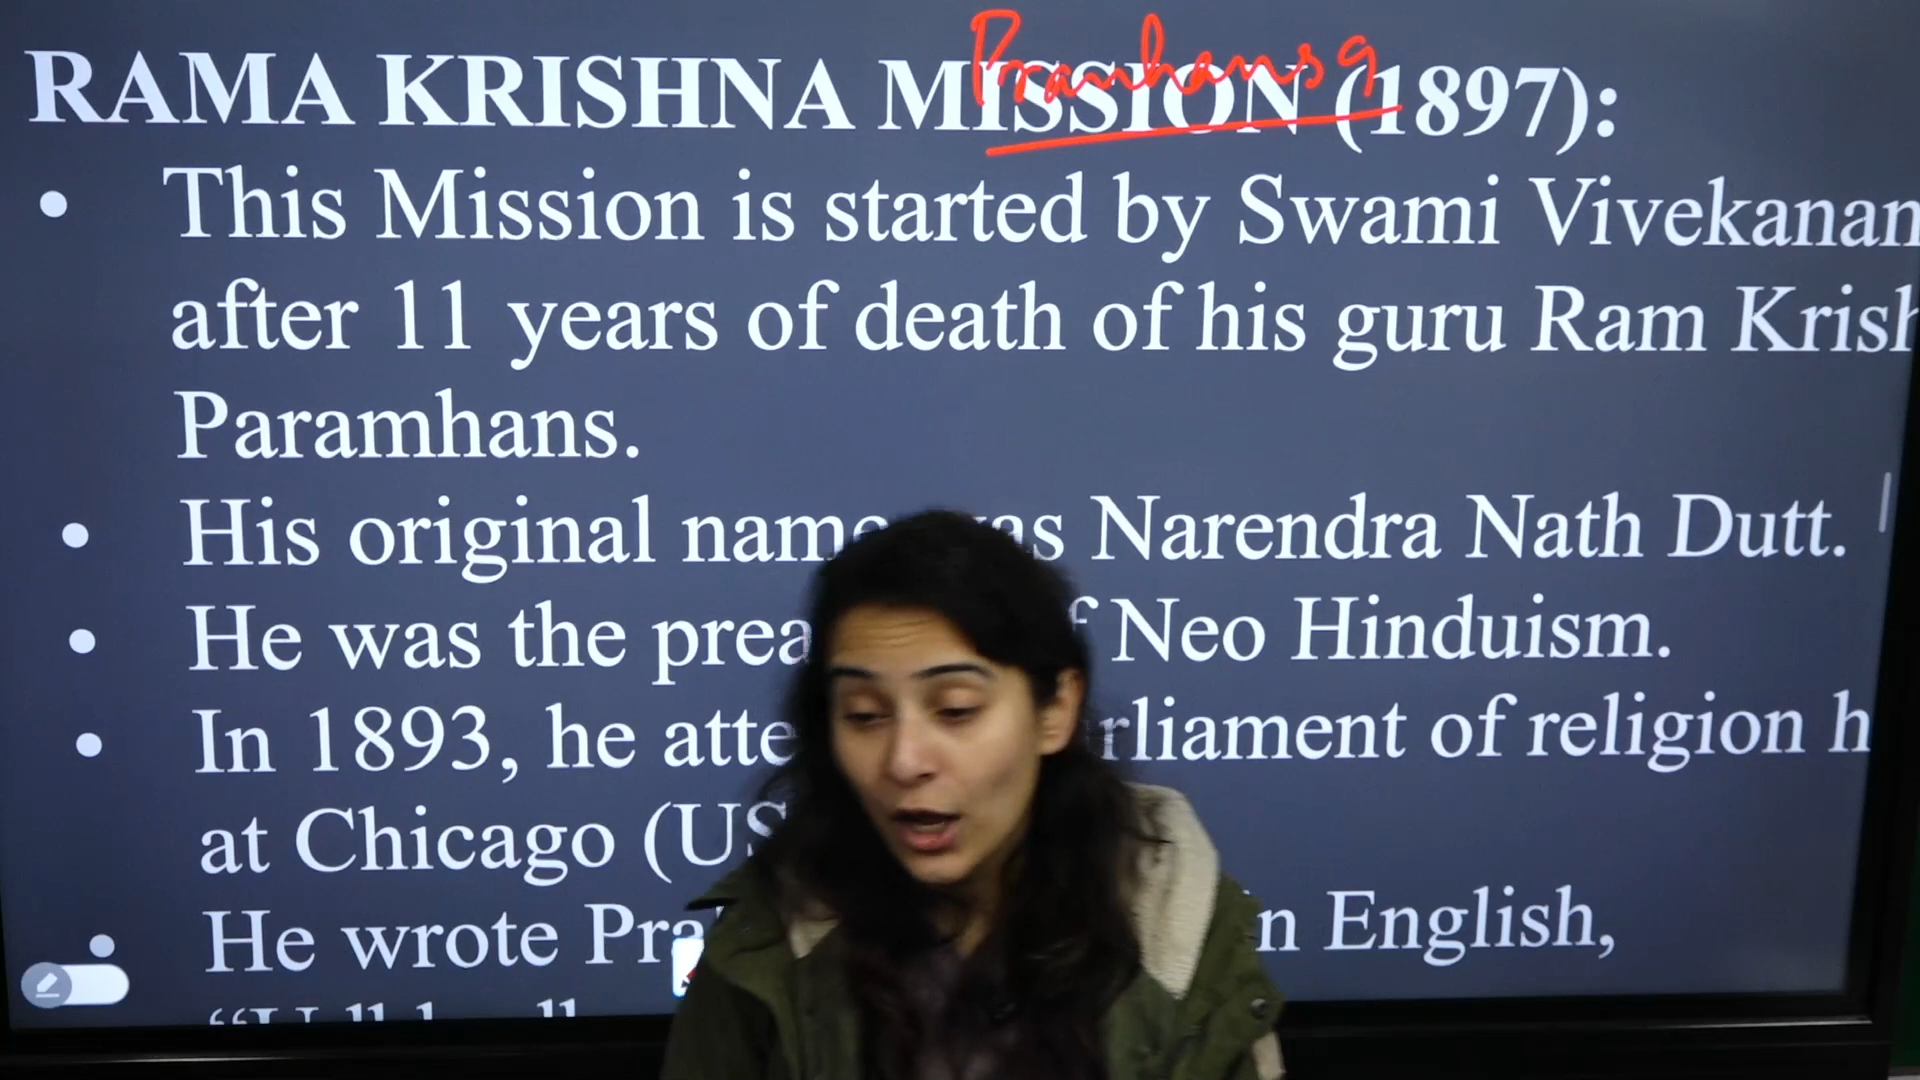 Pramhansa
RAMA KRISHNA MISSION (1897):
• This Mission is started by Swami Vivekanan
after 11 years of death of his guru Ram Krish
Paramhans.
• His original name was Narendra Nath Dutt.
• He was the prea f Neo Hinduism.
• In 1893, he atte rliament of religion h
at Chicago (US
• He wrote Pra in English,